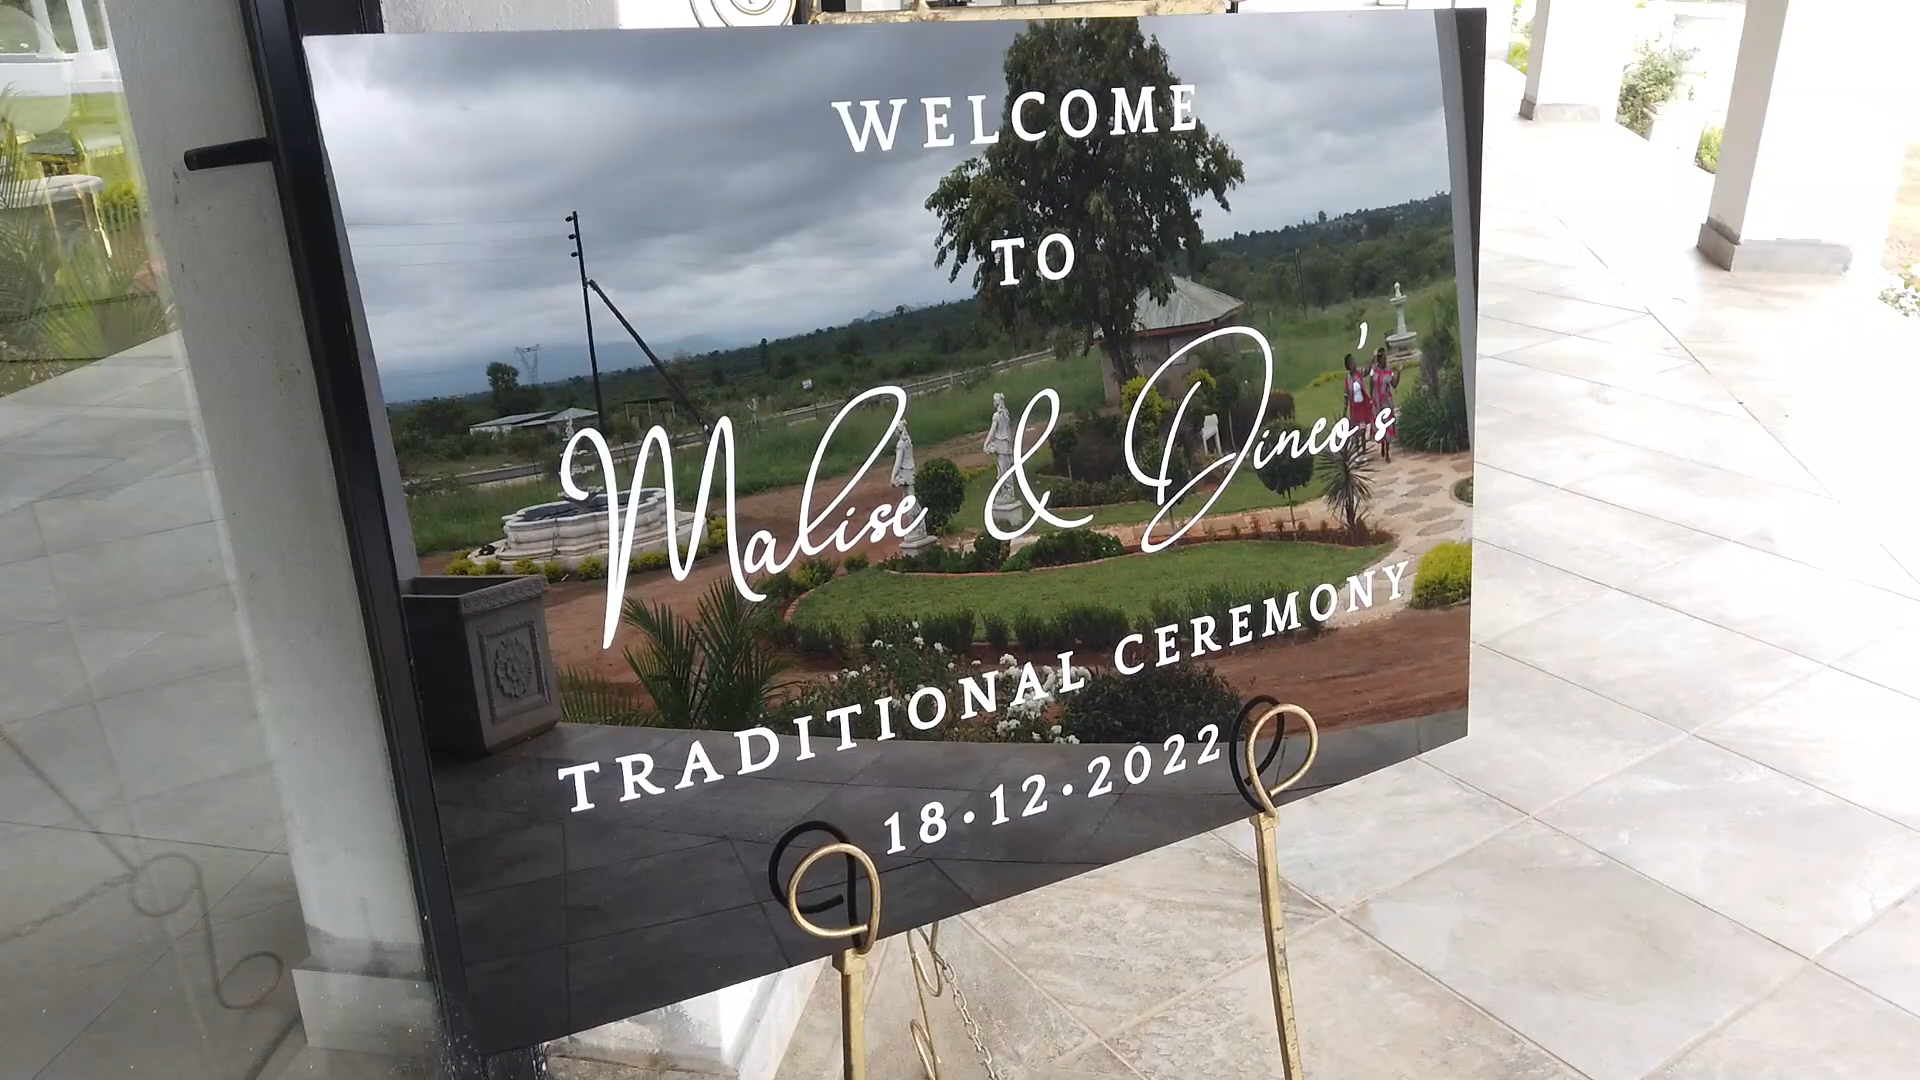 WELCOME
TO
Malise & Dineo's
TRADITIONAL CEREMONY
18.12.2022